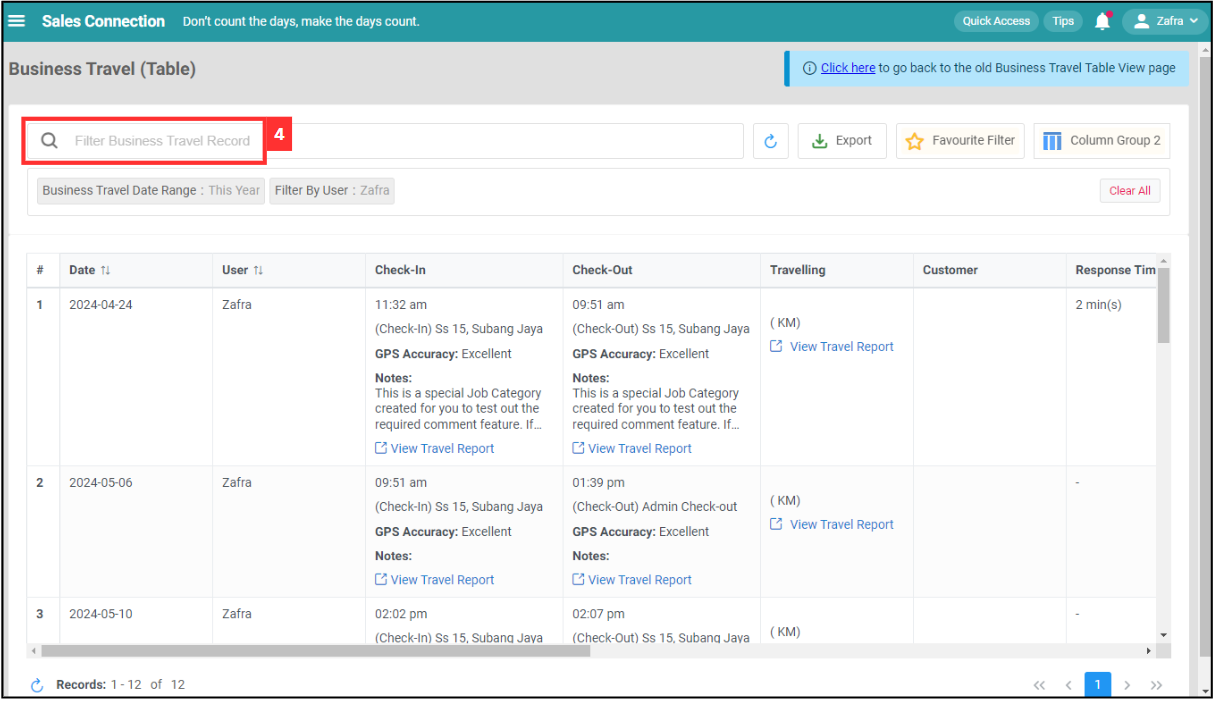 Sales Connection Don't count the days, make the days count. Quick Access Tips Zafra
Business Travel (Table)
Click here to go back to the old Business Travel Table View page
Filter Business Travel Record 4 Export Favourite Filter Column Group 2
Business Travel Date Range : This Year Filter By User : Zafra Clear All
# Date User Check-In Check-Out Travelling Customer Response Tim
1 2024-04-24 Zafra 11:32 am 09:51 am 2 min(s)
(Check-In) Ss 15, Subang Jaya (Check-Out) Ss 15, Subang Jaya ( KM)
GPS Accuracy: Excellent GPS Accuracy: Excellent View Travel Report
Notes: Notes:
This is a special Job Category This is a special Job Category
created for you to test out the created for you to test out the
required comment feature. If... required comment feature. If...
View Travel Report View Travel Report
2 2024-05-06 Zafra 09:51 am 01:39 pm -
(Check-In) Ss 15, Subang Jaya (Check-Out) Admin Check-out ( KM)
GPS Accuracy: Excellent GPS Accuracy: Excellent View Travel Report
Notes: Notes:
View Travel Report View Travel Report
3 2024-05-10 Zafra 02:02 pm 02:07 pm -
(Check-In) Ss 15, Subang Jaya (Check-Out) Ss 15, Subang Jaya ( KM)
Records: 1 - 12 of 12 << < 1 > >>